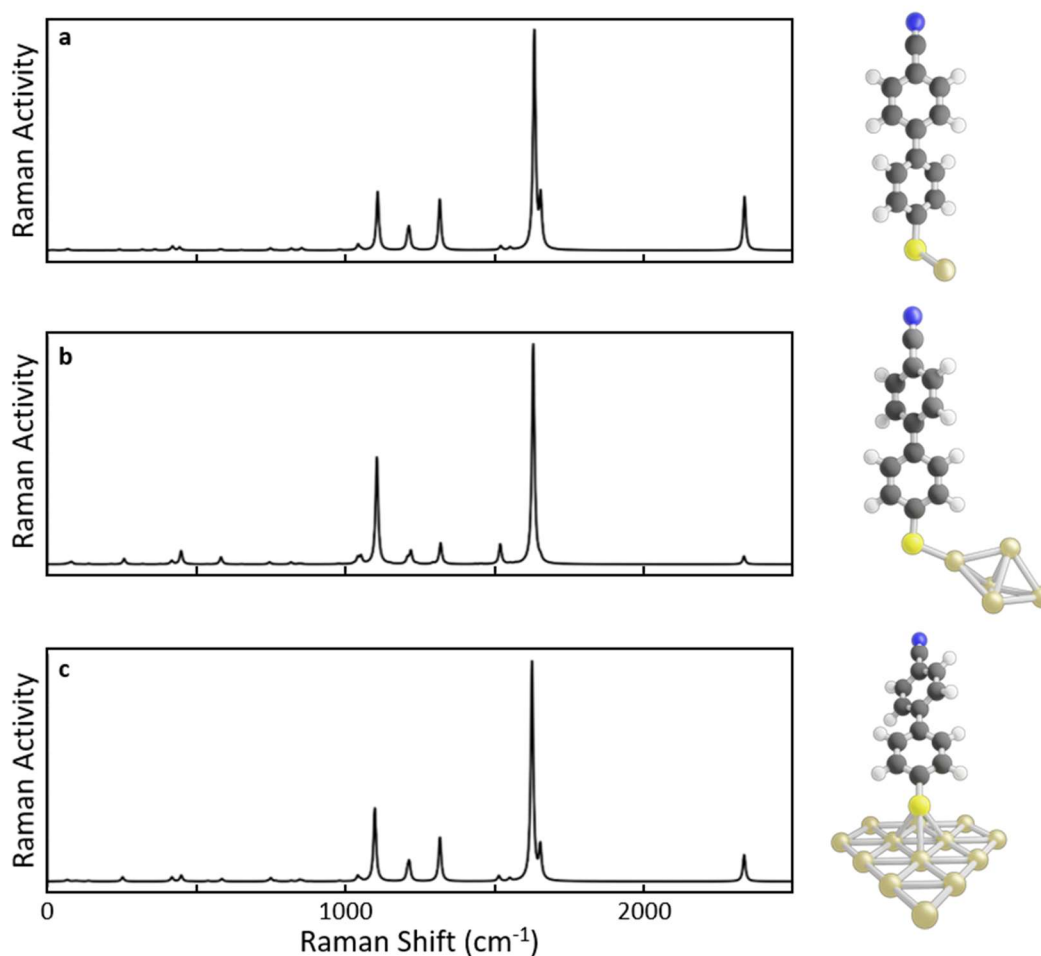 a
Raman Activity
b
Raman Activity
c
Raman Activity
0 1000 2000
Raman Shift (cm-1)